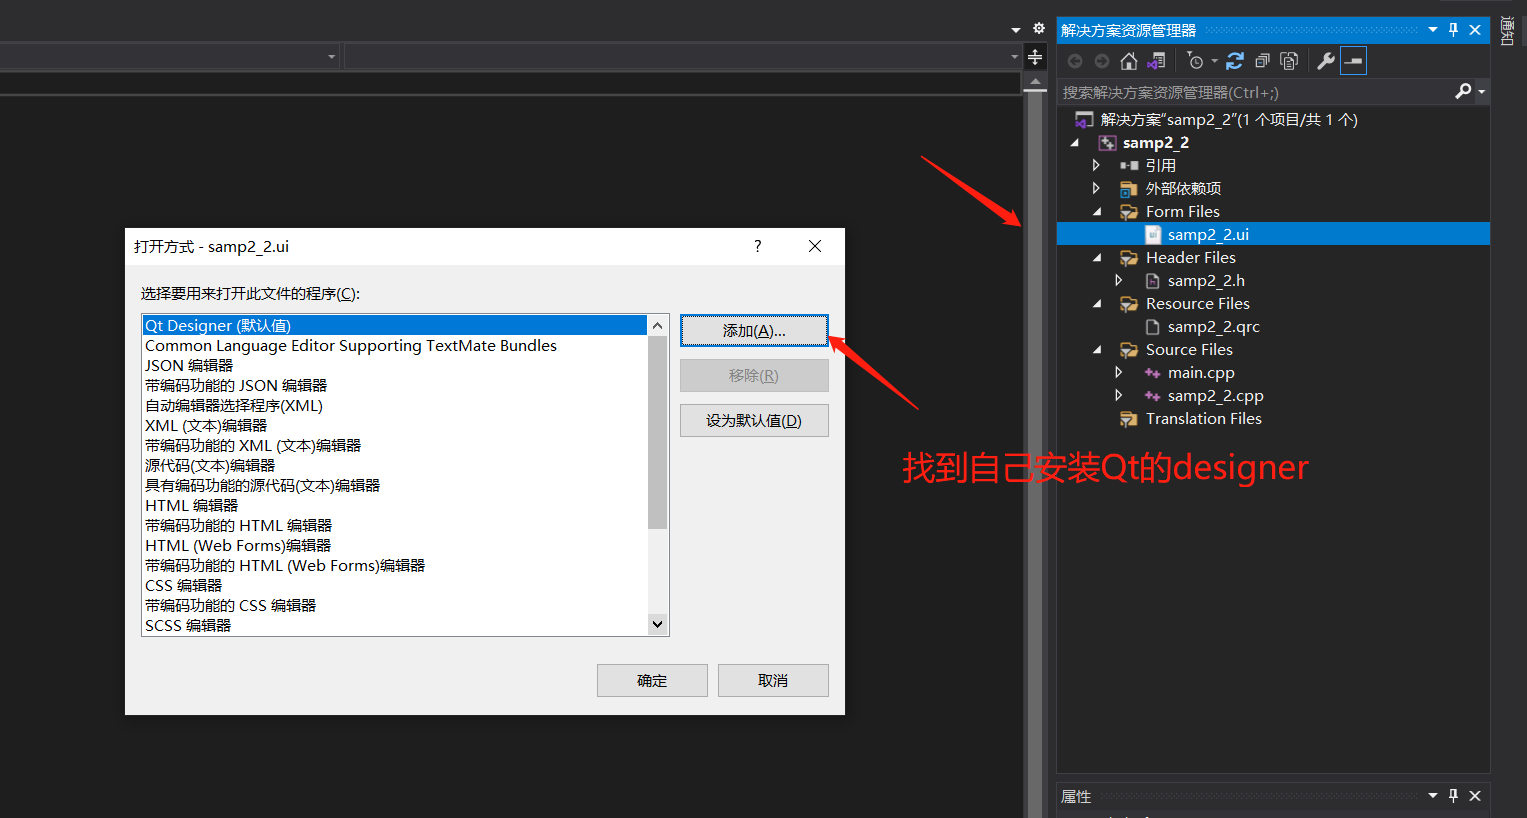 解决方案资源管理器
通知
搜索解决方案资源管理器(Ctrl+;)
解决方案"samp2_2"(1 个项目/共 1 个)
samp2_2
引用
外部依赖项
Form Files
samp2_2.ui
Header Files
samp2_2.h
Resource Files
samp2_2.qrc
Source Files
main.cpp
samp2_2.cpp
Translation Files
打开方式 - samp2_2.ui
?
选择要用来打开此文件的程序(C):
Qt Designer (默认值)
Common Language Editor Supporting TextMate Bundles
JSON 编辑器
带编码功能的 JSON 编辑器
自动编辑器选择程序(XML)
XML (文本)编辑器
带编码功能的 XML (文本)编辑器
源代码(文本)编辑器
具有编码功能的源代码(文本)编辑器
HTML 编辑器
带编码功能的 HTML 编辑器
HTML (Web Forms)编辑器
带编码功能的 HTML (Web Forms)编辑器
CSS 编辑器
带编码功能的 CSS 编辑器
SCSS 编辑器
添加(A)...
移除(R)
设为默认值(D)
确定
取消
找到自己安装Qt的designer
属性